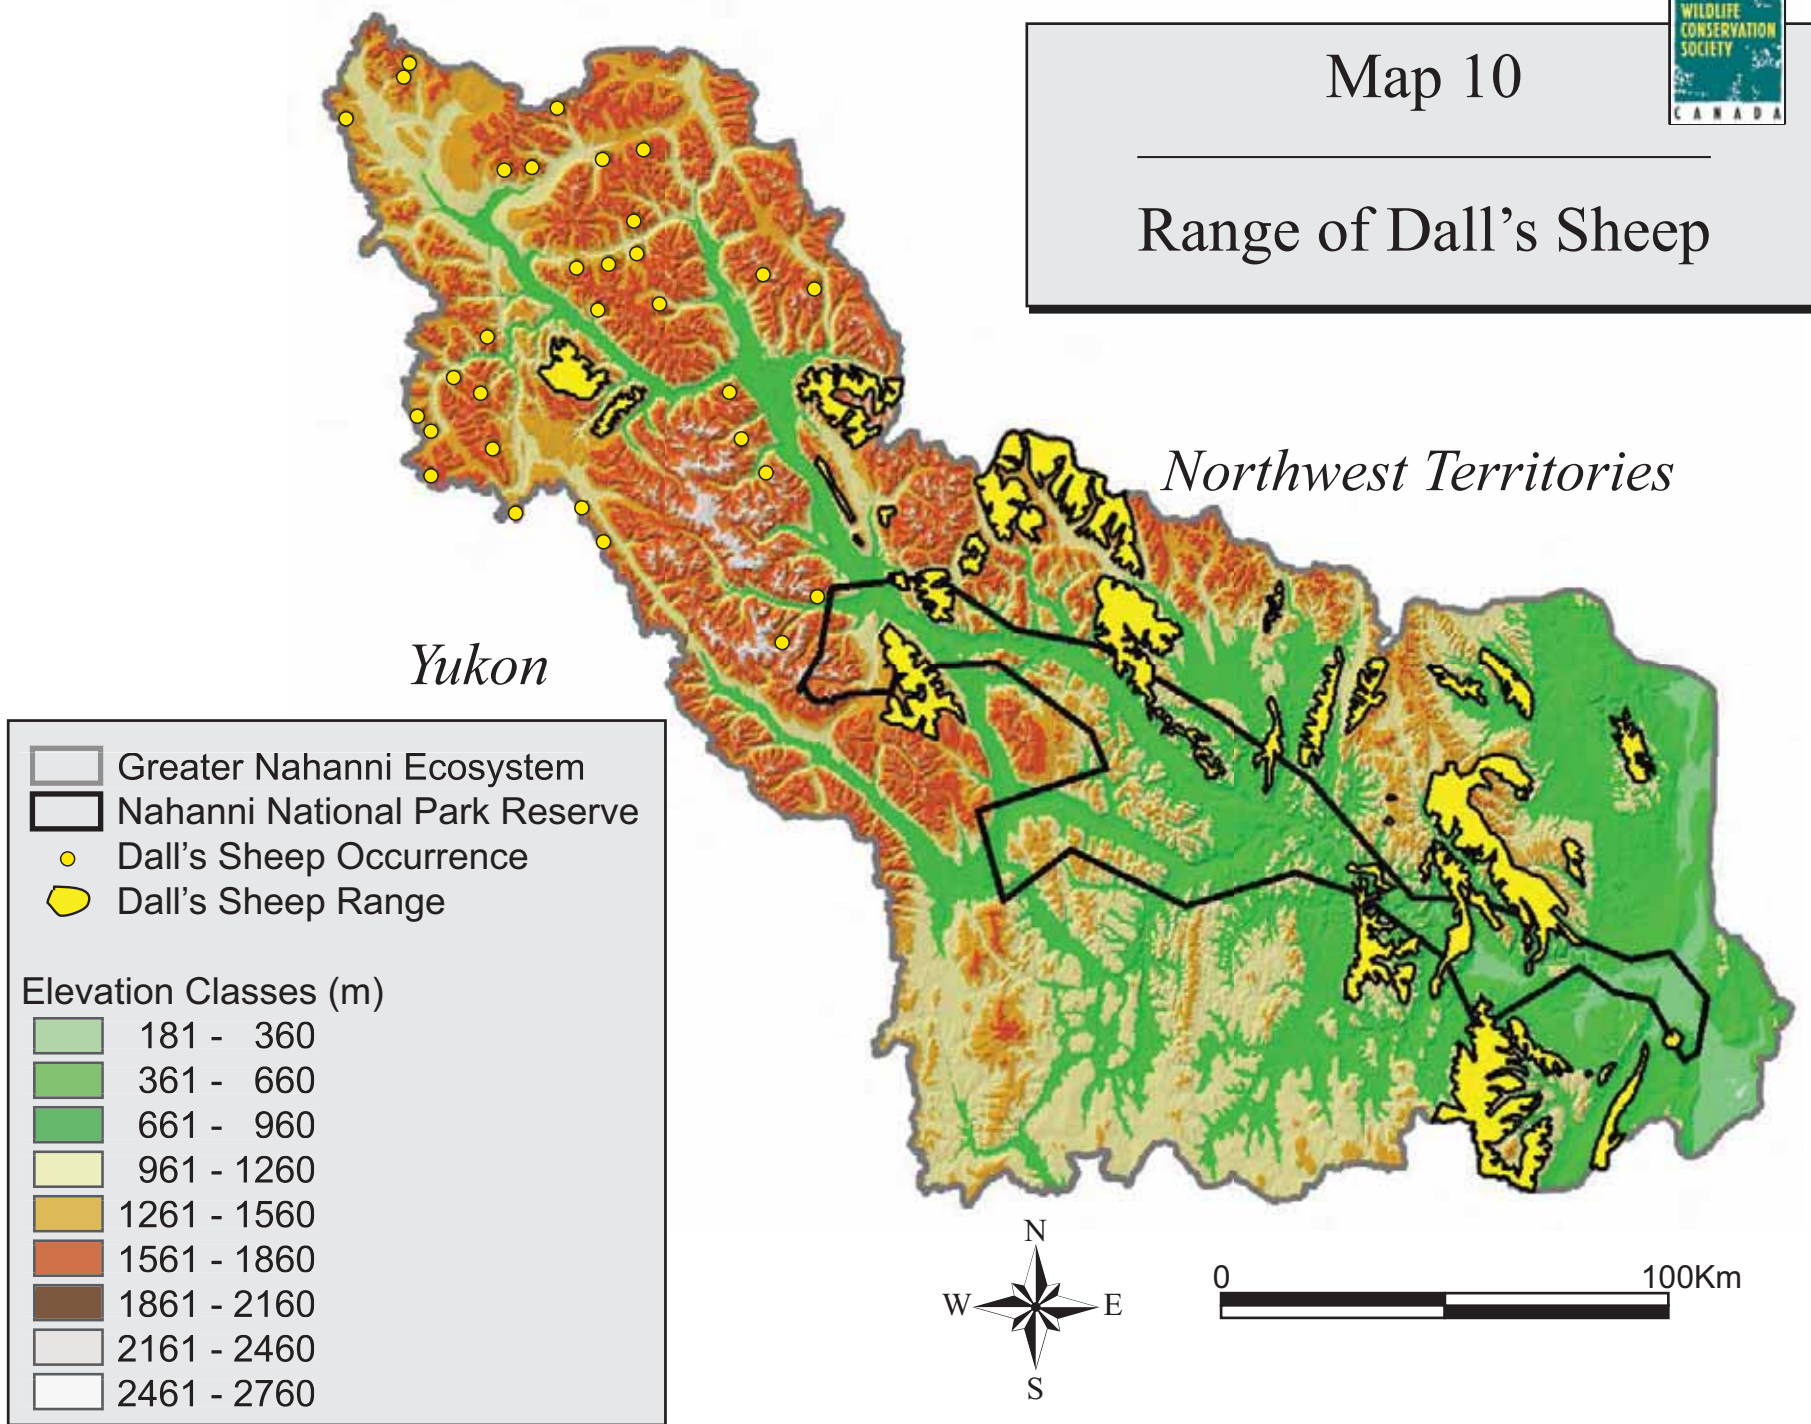 WILDLIFE
CONSERVATION
SOCIETY
CANADA
Map 10
Range of Dall's Sheep
Northwest Territories
Yukon
Greater Nahanni Ecosystem
Nahanni National Park Reserve
Dall's Sheep Occurrence
Dall's Sheep Range
Elevation Classes (m)
181 - 360
361 - 660
661 - 960
961 - 1260
1261 - 1560
1561 - 1860
1861 - 2160
2161 - 2460
2461 - 2760
N
W E
S
0 100Km